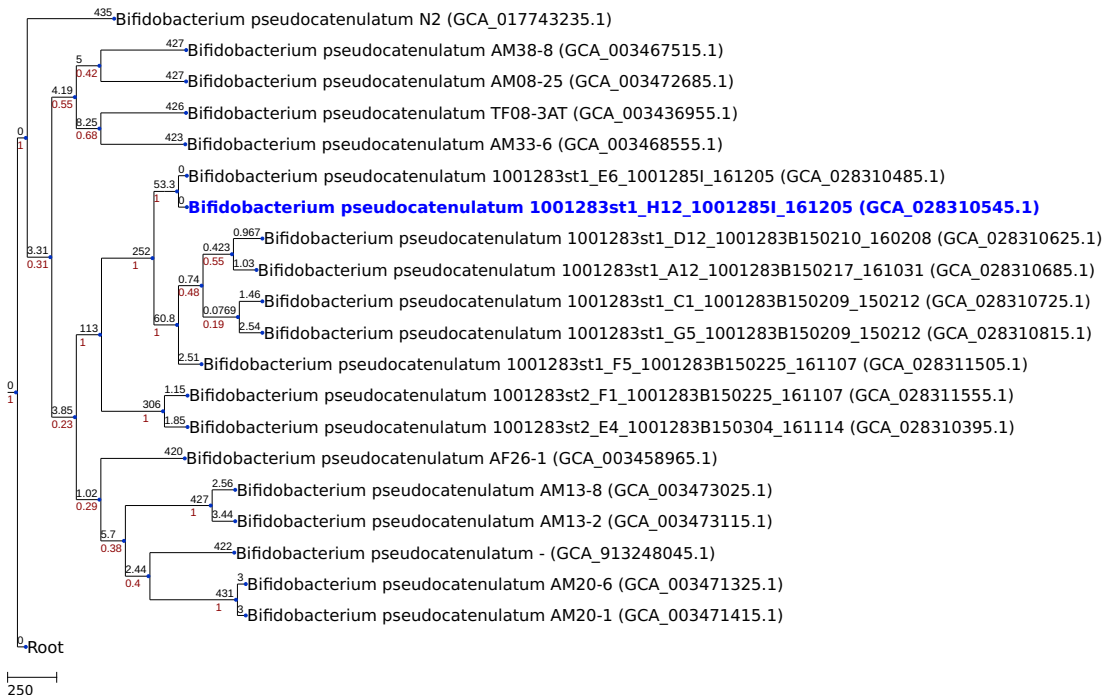 435 Bifidobacterium pseudocatenulatum N2 (GCA_017743235.1)
427 Bifidobacterium pseudocatenulatum AM38-8 (GCA_003467515.1)
5
0.42
427 Bifidobacterium pseudocatenulatum AM08-25 (GCA_003472685.1)
4.19
0.55
426 Bifidobacterium pseudocatenulatum TF08-3AT (GCA_003436955.1)
8.25
0.68
0
1
423 Bifidobacterium pseudocatenulatum AM33-6 (GCA_003468555.1)
0 Bifidobacterium pseudocatenulatum 1001283st1_E6_1001285I_161205 (GCA_028310485.1)
53.3
1
0 Bifidobacterium pseudocatenulatum 1001283st1_H12_1001285I_161205 (GCA_028310545.1)
0.967 Bifidobacterium pseudocatenulatum 1001283st1_D12_1001283B150210_160208 (GCA_028310625.1)
3.31
0.31
252
1
0.423
0.55
1.03 Bifidobacterium pseudocatenulatum 1001283st1_A12_1001283B150217_161031 (GCA_028310685.1)
0.74
0.48
1.46 Bifidobacterium pseudocatenulatum 1001283st1_C1_1001283B150209_150212 (GCA_028310725.1)
0.0769
0.19
2.54 Bifidobacterium pseudocatenulatum 1001283st1_G5_1001283B150209_150212 (GCA_028310815.1)
113
1
60.8
1
2.51 Bifidobacterium pseudocatenulatum 1001283st1_F5_1001283B150225_161107 (GCA_028311505.1)
0
1
1.15 Bifidobacterium pseudocatenulatum 1001283st2_F1_1001283B150225_161107 (GCA_028311555.1)
3.85
0.23
306
1
1.85 Bifidobacterium pseudocatenulatum 1001283st2_E4_1001283B150304_161114 (GCA_028310395.1)
420 Bifidobacterium pseudocatenulatum AF26-1 (GCA_003458965.1)
1.02
0.29
2.56 Bifidobacterium pseudocatenulatum AM13-8 (GCA_003473025.1)
427
1
3.44 Bifidobacterium pseudocatenulatum AM13-2 (GCA_003473115.1)
5.7
0.38
422 Bifidobacterium pseudocatenulatum - (GCA_913248045.1)
2.44
0.4
3 Bifidobacterium pseudocatenulatum AM20-6 (GCA_003471325.1)
431
1
3 Bifidobacterium pseudocatenulatum AM20-1 (GCA_003471415.1)
0 Root
250